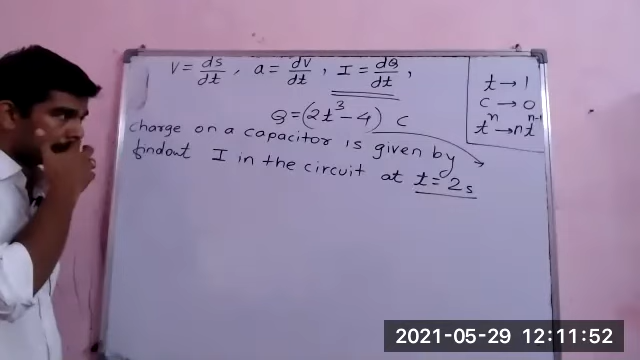 V = ds/dt, a = dv/dt, I = dQ/dt,
Q = (2t³ - 4) C
charge on a capacitor is given by
findout I in the circuit at t = 2s
t → 1
c → 0
tⁿ → ntⁿ⁻¹
2021-05-29 12:11:52